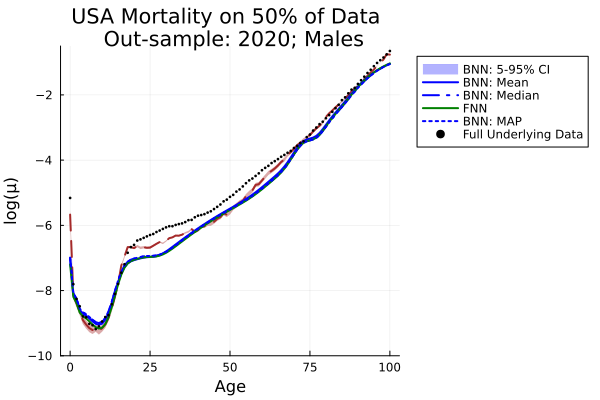 USA Mortality on 50% of Data
Out-sample: 2020; Males
BNN: 5-95% CI
BNN: Mean
BNN: Median
FNN
BNN: MAP
Full Underlying Data
log(μ)
−2
−4
−6
−8
−10
0
25
50
75
100
Age